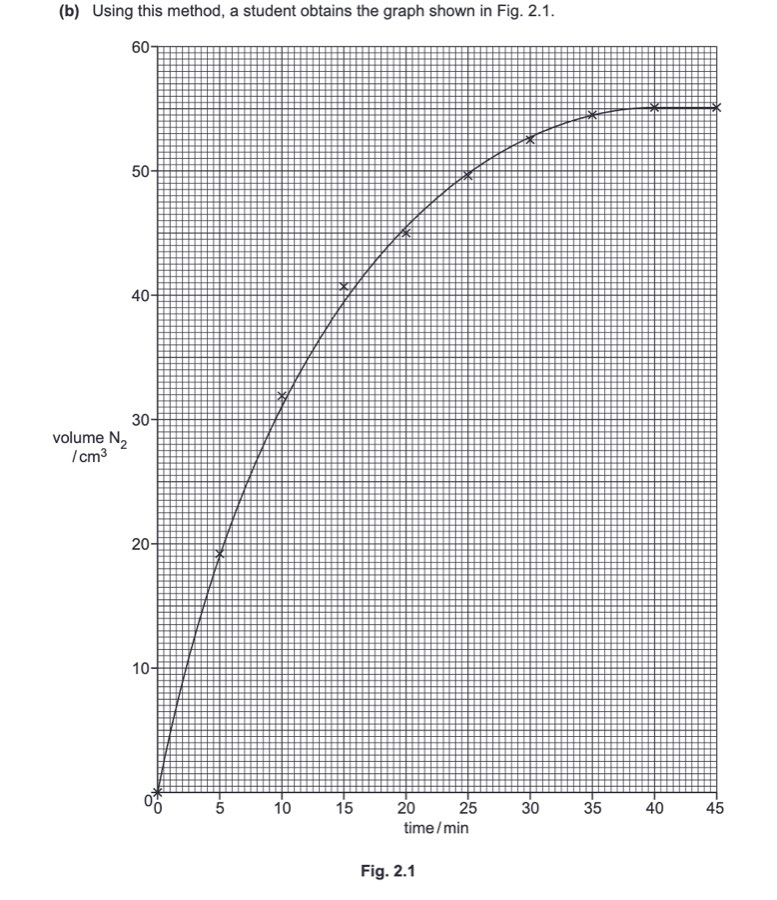 (b) Using this method, a student obtains the graph shown in Fig. 2.1.
60
50
40
30
volume N₂
/ cm³
20
10
0
0 5 10 15 20 25 30 35 40 45
time / min
Fig. 2.1